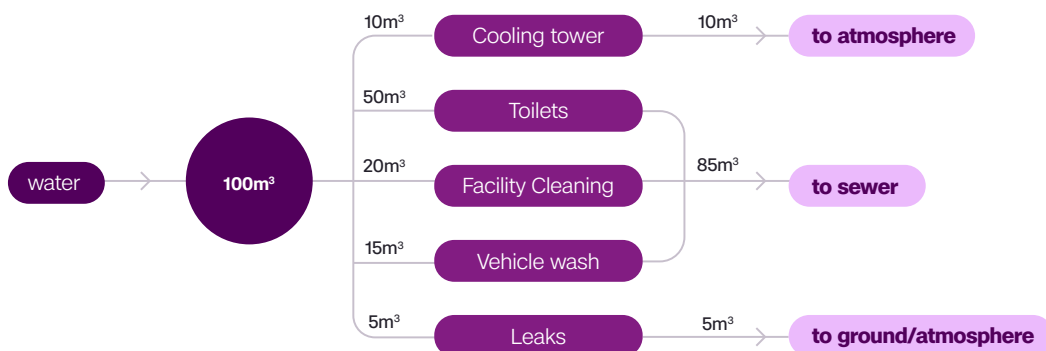 10m³
Cooling tower
10m³
to atmosphere
50m³
Toilets
water
100m³
20m³
Facility Cleaning
85m³
to sewer
15m³
Vehicle wash
5m³
Leaks
5m³
to ground/atmosphere